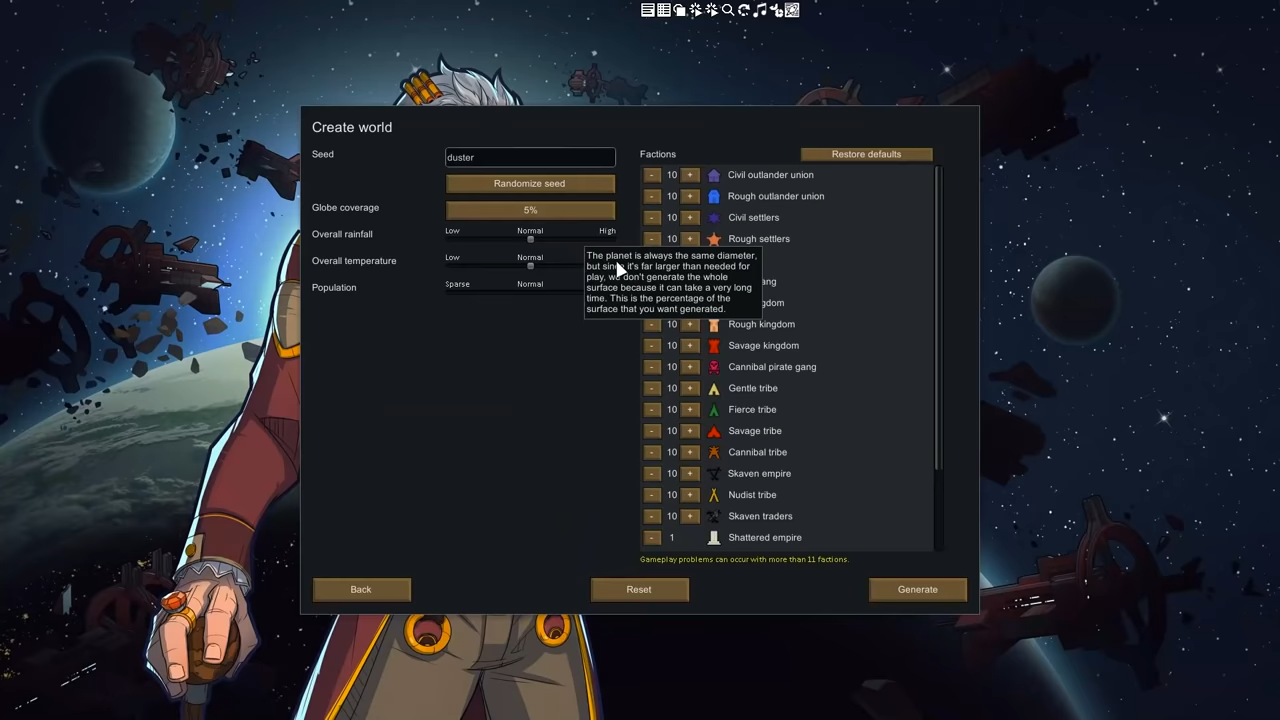 Create world
Seed
duster
Randomize seed
Globe coverage
5%
Overall rainfall
Low Normal High
Overall temperature
Low Normal
Population
Sparse Normal
The planet is always the same diameter,
but since it's far larger than needed for
play, we don't generate the whole
surface because it can take a very long
time. This is the percentage of the
surface that you want generated.
Factions
Restore defaults
- 10 + Civil outlander union
- 10 + Rough outlander union
- 10 + Civil settlers
- 10 + Rough settlers
- 10 + Rough kingdom
- 10 + Savage kingdom
- 10 + Cannibal pirate gang
- 10 + Gentle tribe
- 10 + Fierce tribe
- 10 + Savage tribe
- 10 + Cannibal tribe
- 10 + Skaven empire
- 10 + Nudist tribe
- 10 + Skaven traders
- 1 Shattered empire
Gameplay problems can occur with more than 11 factions.
Back
Reset
Generate